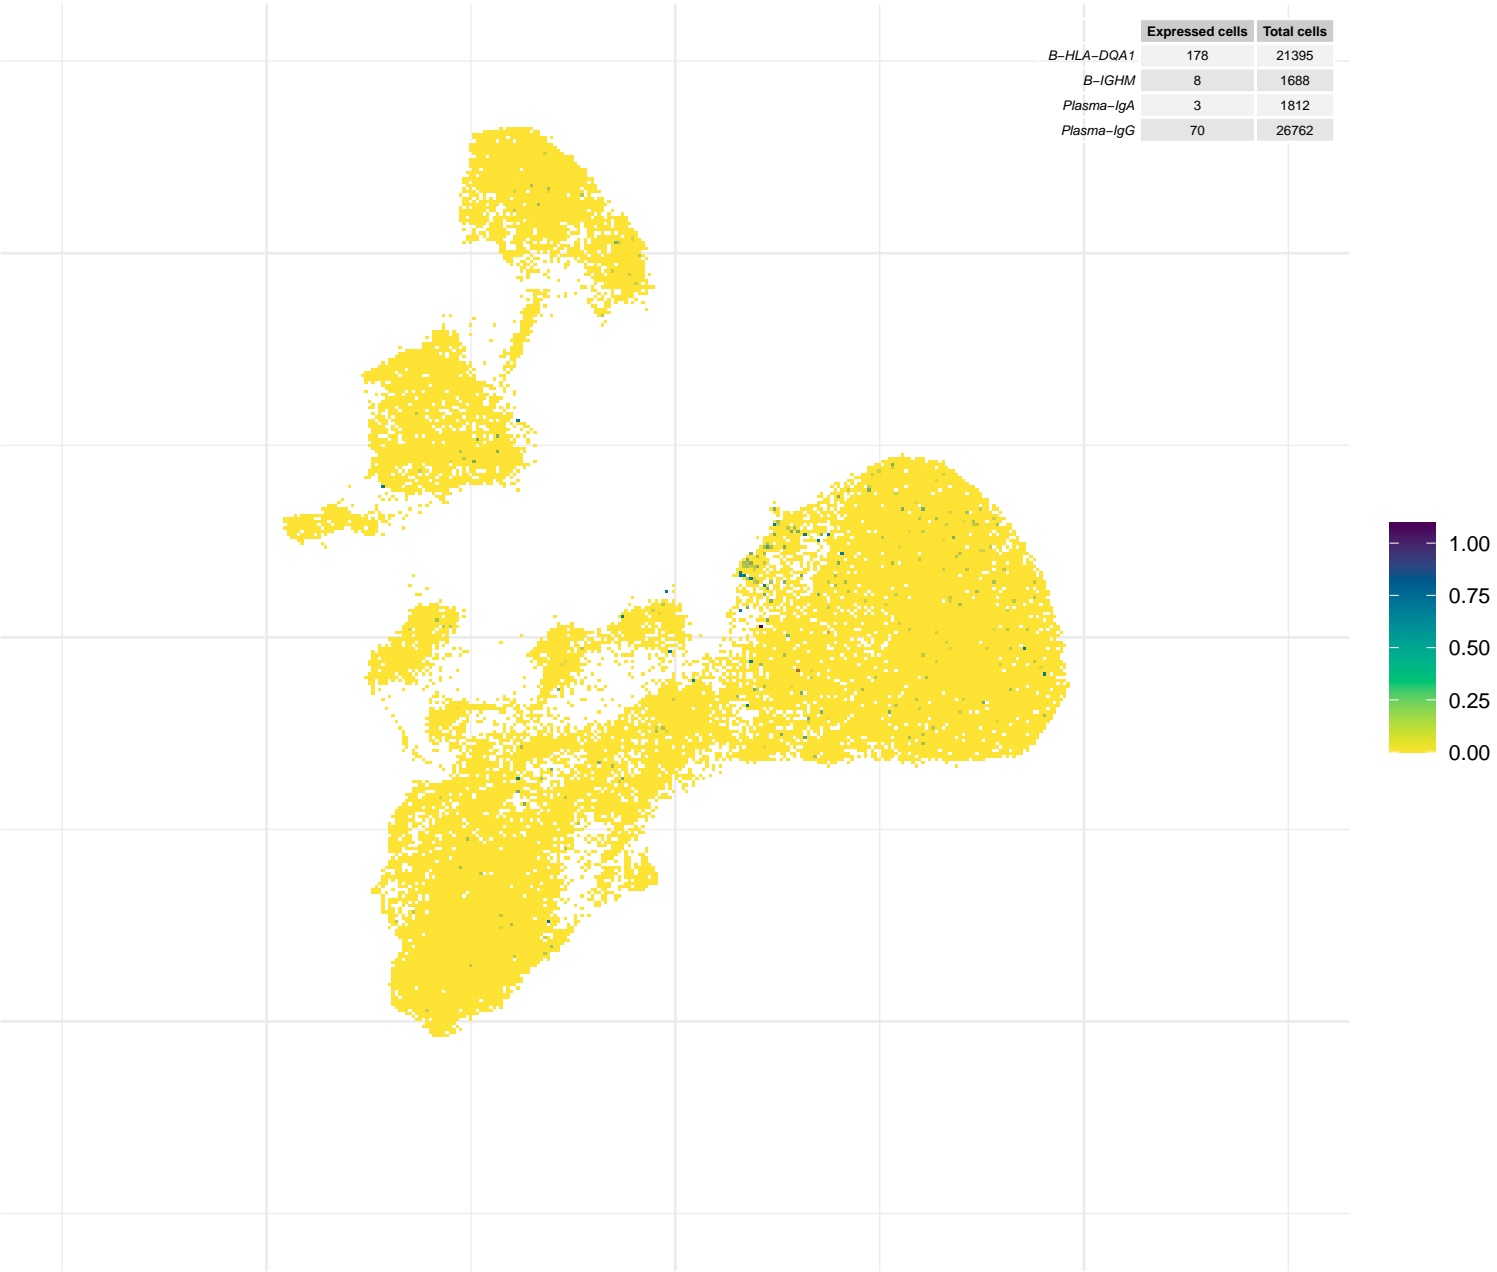 Expressed cells Total cells
B−HLA−DQA1 178 21395
B−IGHM 8 1688
Plasma−IgA 3 1812
Plasma−IgG 70 26762
1.00
0.75
0.50
0.25
0.00